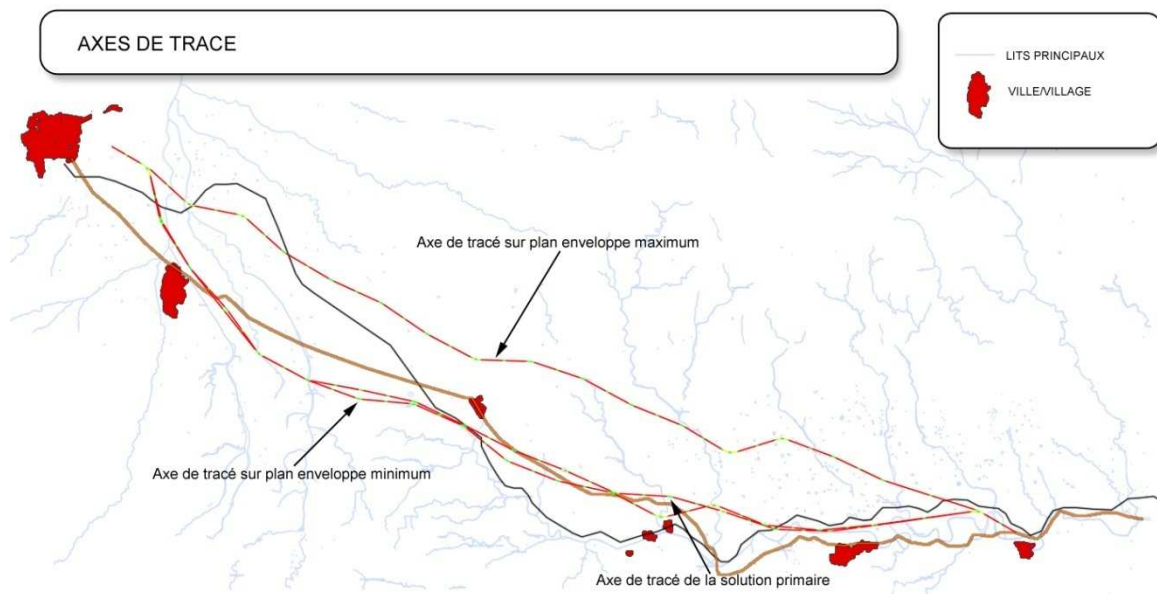 AXES DE TRACE
LITS PRINCIPAUX
VILLE/VILLAGE
Axe de tracé sur plan enveloppe maximum
Axe de tracé sur plan enveloppe minimum
Axe de tracé de la solution primaire